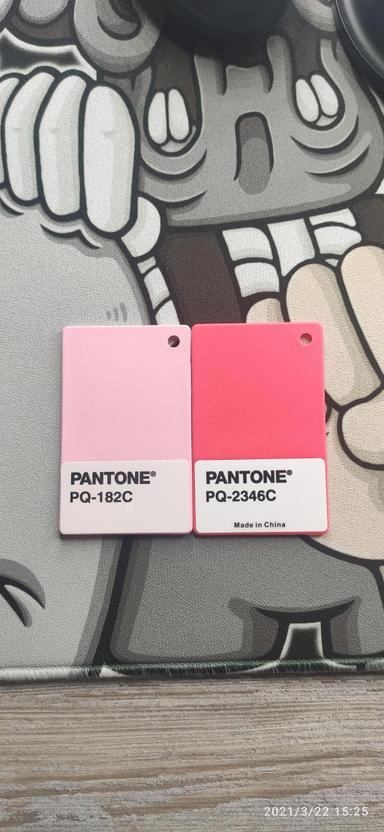 PANTONE®
PQ-182C
PANTONE®
PQ-2346C
Made in China
2021/3/22 15:25